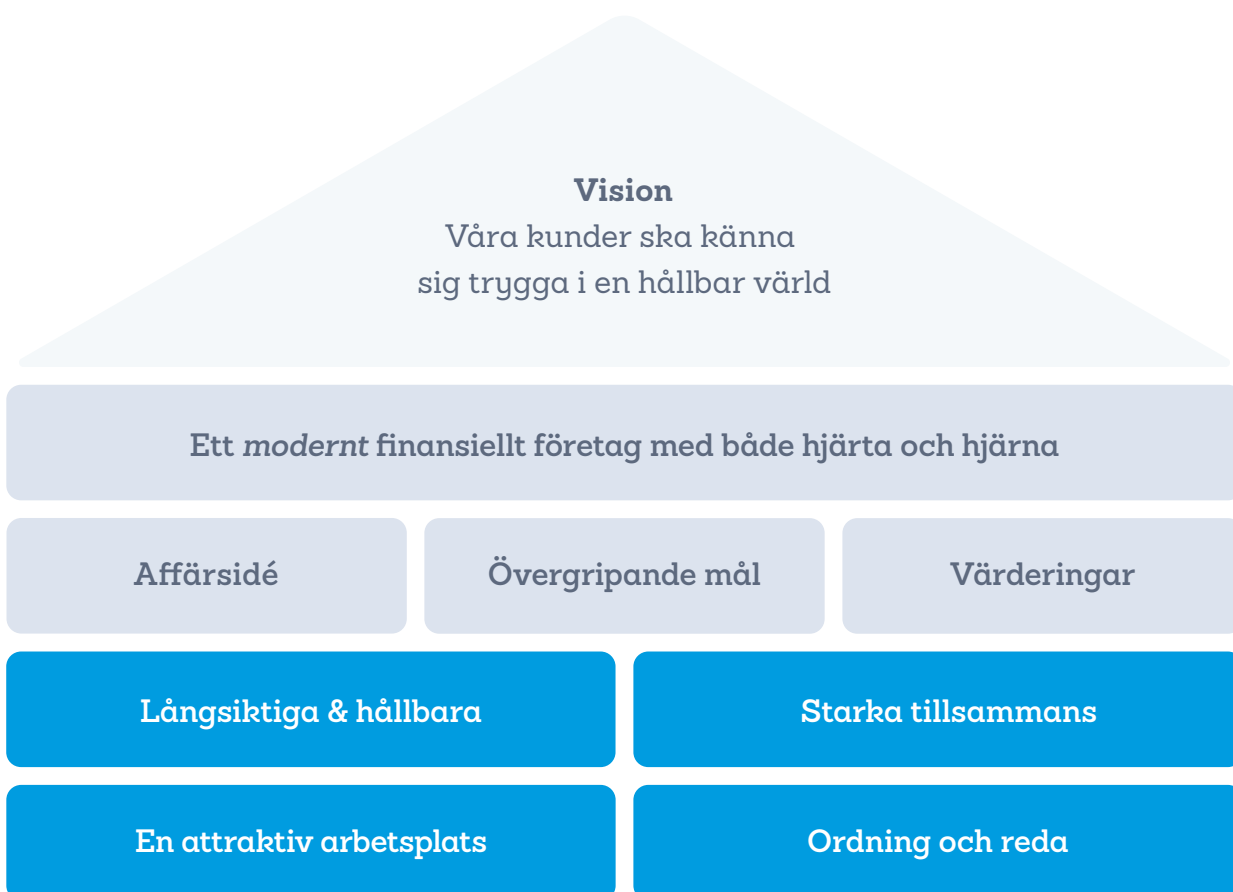 Vision
Våra kunder ska känna
sig trygga i en hållbar värld
Ett modernt finansiellt företag med både hjärta och hjärna
Affärsidé
Övergripande mål
Värderingar
Långsiktiga & hållbara
Starka tillsammans
En attraktiv arbetsplats
Ordning och reda